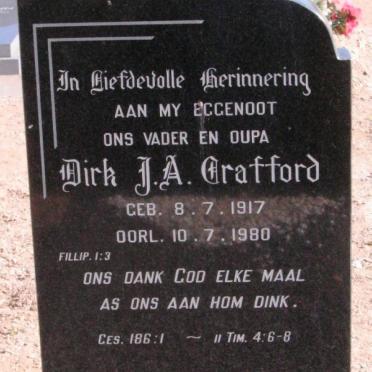 In Liefdevolle Herinnering
AAN MY EGGENOOT
ONS VADER EN OUPA
Dirk J.A. Crafford
GEB. 8.7.1917
OORL. 10.7.1980
FILLIP. 1:3
ONS DANK GOD ELKE MAAL
AS ONS AAN HOM DINK.
GES. 186:1 ~ II TIM. 4:6-8